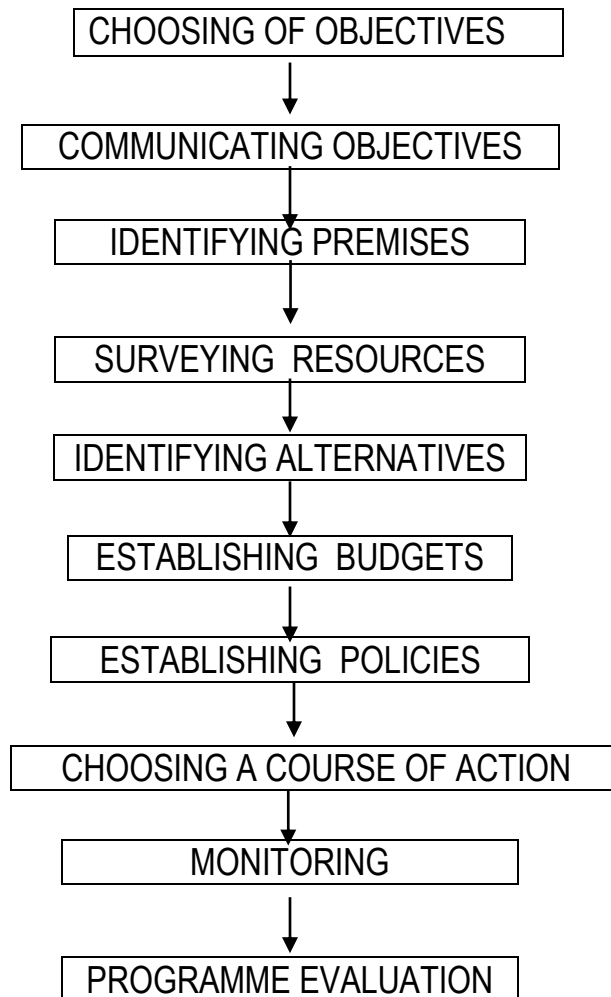 CHOOSING OF OBJECTIVES
COMMUNICATING OBJECTIVES
IDENTIFYING PREMISES
SURVEYING RESOURCES
IDENTIFYING ALTERNATIVES
ESTABLISHING BUDGETS
ESTABLISHING POLICIES
CHOOSING A COURSE OF ACTION
MONITORING
PROGRAMME EVALUATION